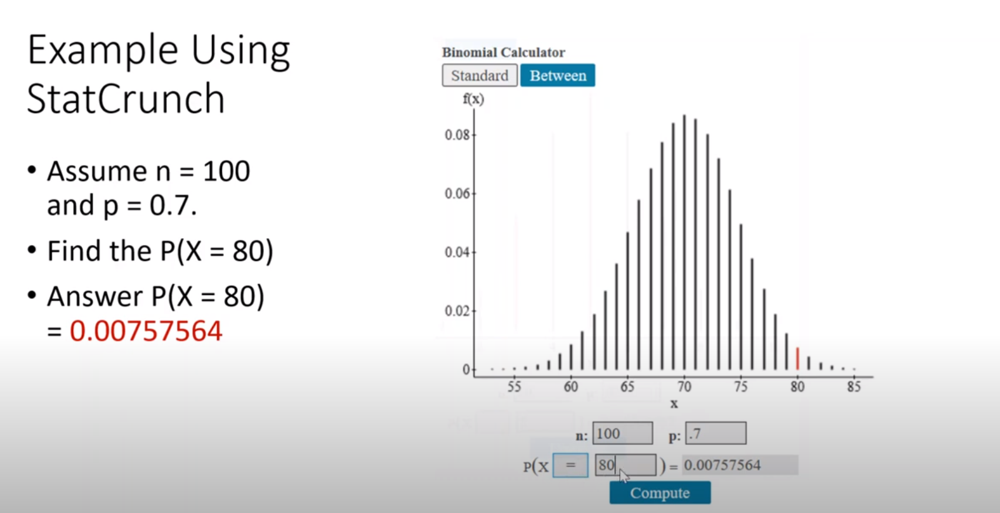 Example Using
StatCrunch
• Assume n = 100
and p = 0.7.
• Find the P(X = 80)
• Answer P(X = 80)
= 0.00757564
Binomial Calculator
Standard Between
f(x)
0.08
0.06
0.04
0.02
0
55 60 65 70 75 80 85
x
n: 100 p: .7
P(X = 80) = 0.00757564
Compute